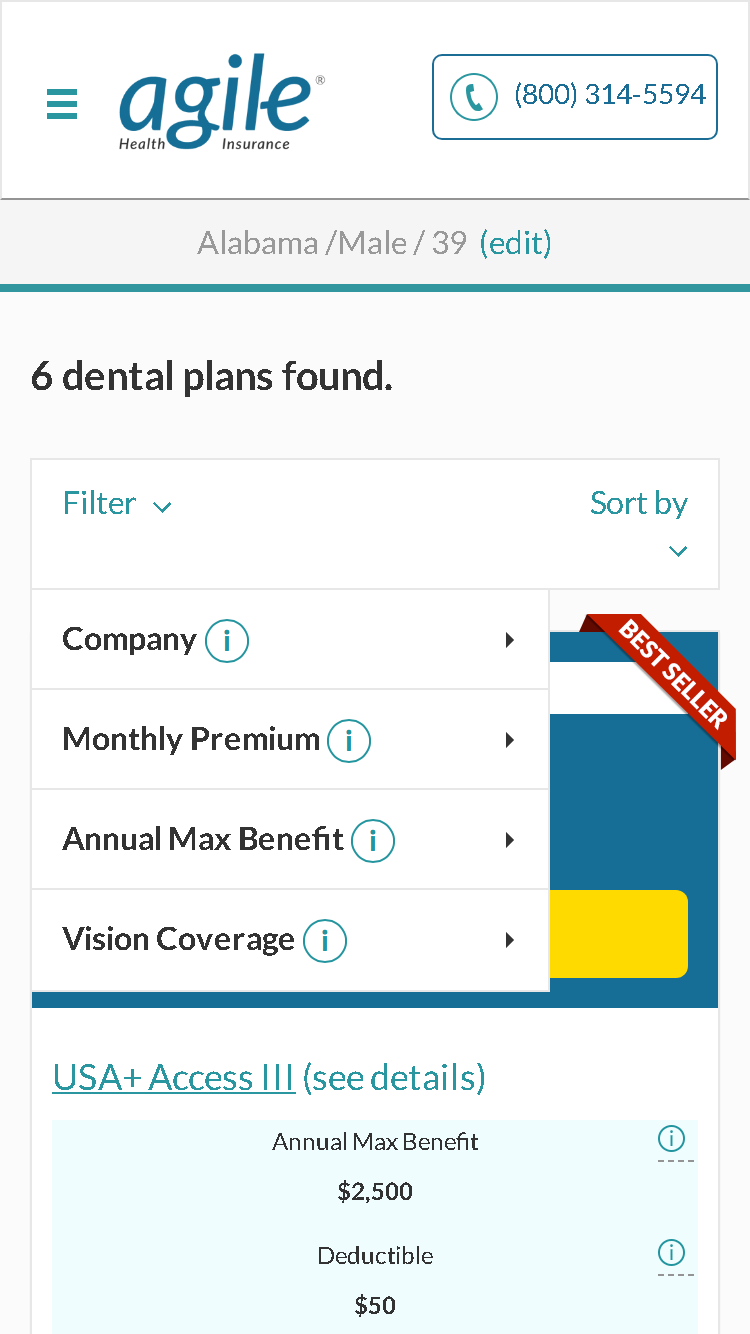 agile®
Health Insurance
(800) 314-5594
Alabama /Male / 39 (edit)
6 dental plans found.
Filter
Sort by
Company i
Monthly Premium i
Annual Max Benefit i
Vision Coverage i
BEST SELLER
USA+ Access III (see details)
Annual Max Benefit i
$2,500
Deductible i
$50